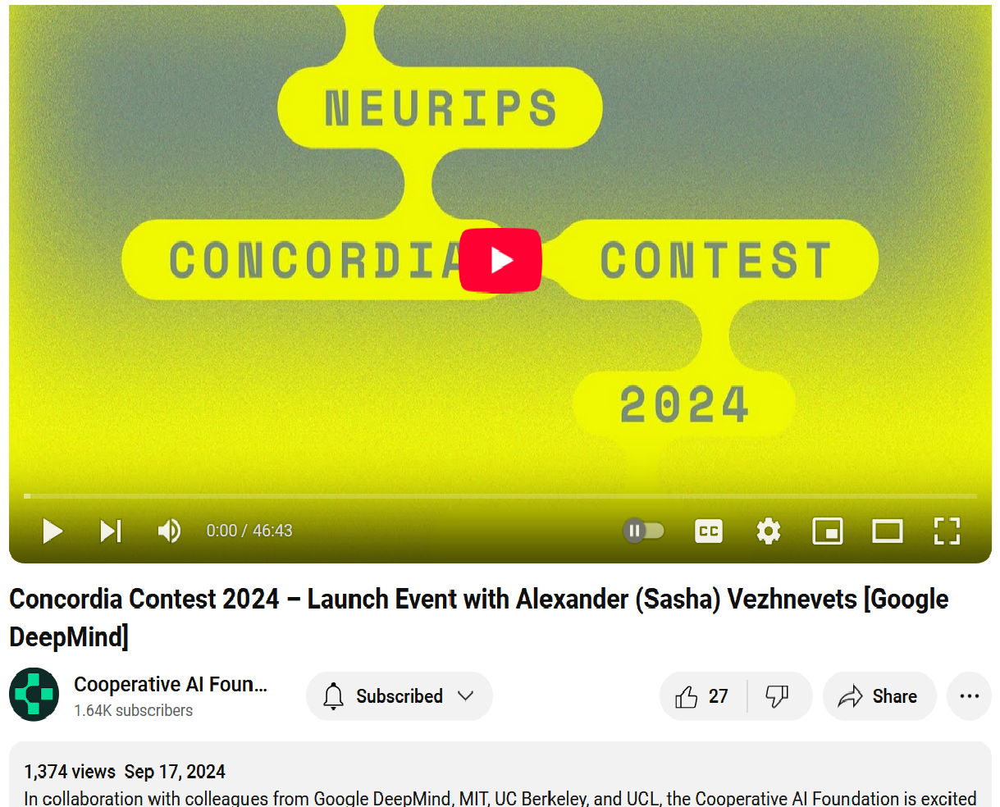 NEURIPS
CONCORDIA CONTEST
2024
0:00 / 46:43
CC
Concordia Contest 2024 – Launch Event with Alexander (Sasha) Vezhnevets [Google
DeepMind]
Cooperative AI Foun...
1.64K subscribers
Subscribed
27
Share
1,374 views Sep 17, 2024
In collaboration with colleagues from Google DeepMind, MIT, UC Berkeley, and UCL, the Cooperative AI Foundation is excited